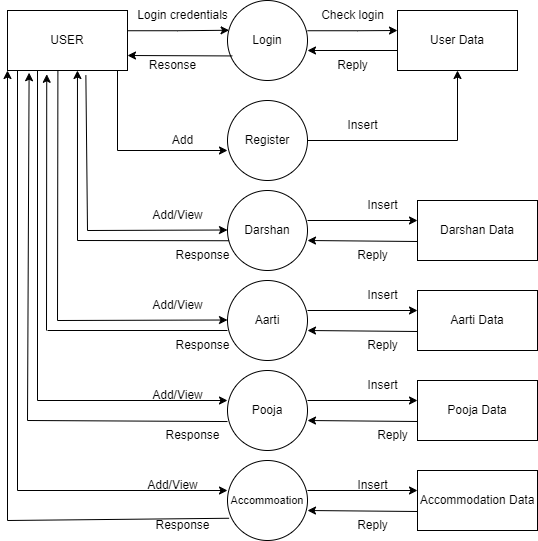 Login credentials
Check login
USER
Login
User Data
Resonse
Reply
Add
Register
Insert
Add/View
Insert
Darshan
Darshan Data
Response
Reply
Add/View
Insert
Aarti
Aarti Data
Response
Reply
Add/View
Insert
Pooja
Pooja Data
Response
Reply
Add/View
Insert
Accommoation
Accommodation Data
Response
Reply